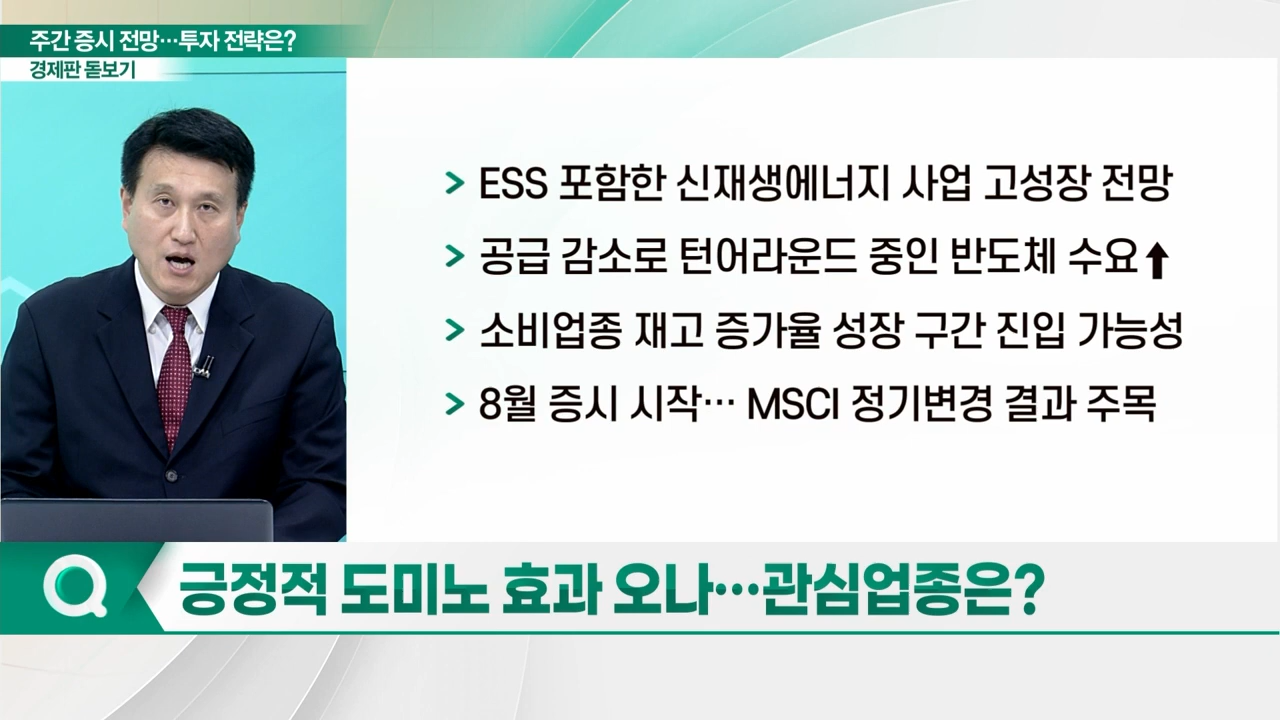 주간 증시 전망…투자 전략은?
경제판 돋보기
> ESS 포함한 신재생에너지 사업 고성장 전망
> 공급 감소로 턴어라운드 중인 반도체 수요⬆
> 소비업종 재고 증가율 성장 구간 진입 가능성
> 8월 증시 시작… MSCI 정기변경 결과 주목
Q 긍정적 도미노 효과 오나…관심업종은?